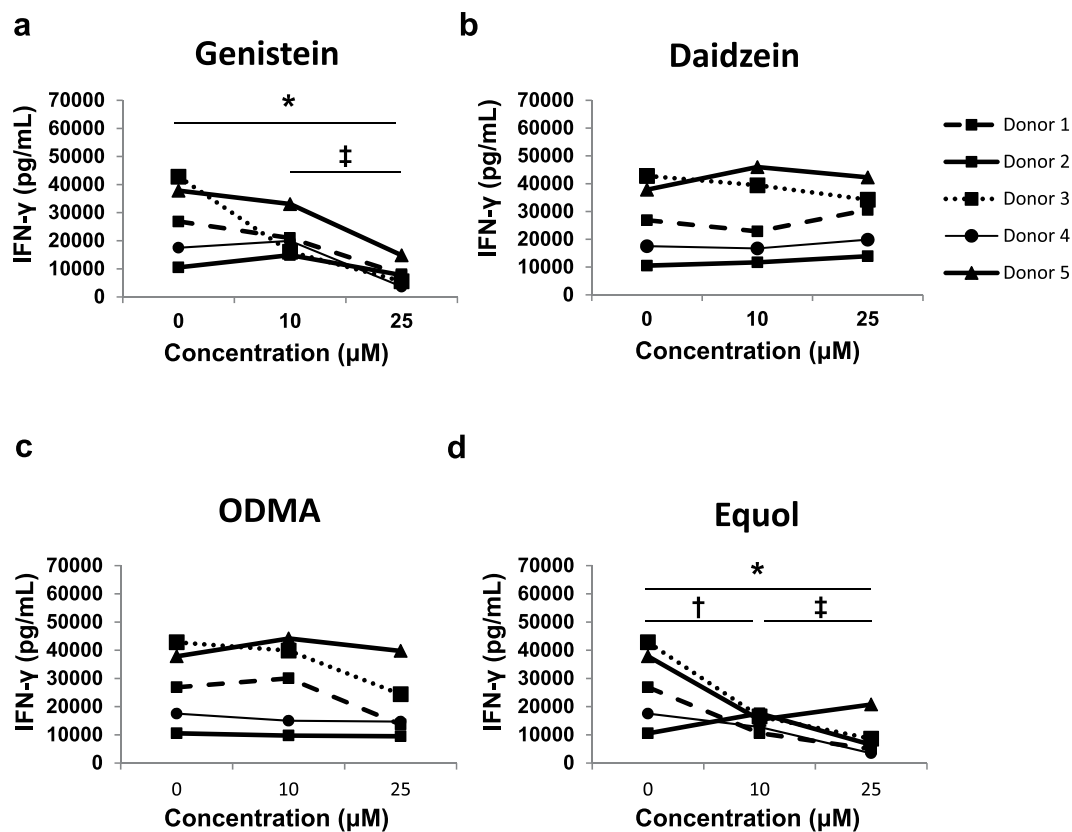 a
Genistein
IFN-γ (pg/mL)
70000
60000
50000
40000
30000
20000
10000
0
*
‡
0 10 25
Concentration (µM)
b
Daidzein
IFN-γ (pg/mL)
70000
60000
50000
40000
30000
20000
10000
0
0 10 25
Concentration (µM)
Donor 1
Donor 2
Donor 3
Donor 4
Donor 5
c
ODMA
IFN-γ (pg/mL)
70000
60000
50000
40000
30000
20000
10000
0
0 10 25
Concentration (µM)
d
Equol
IFN-γ (pg/mL)
70000
60000
50000
40000
30000
20000
10000
0
*
† ‡
0 10 25
Concentration (µM)